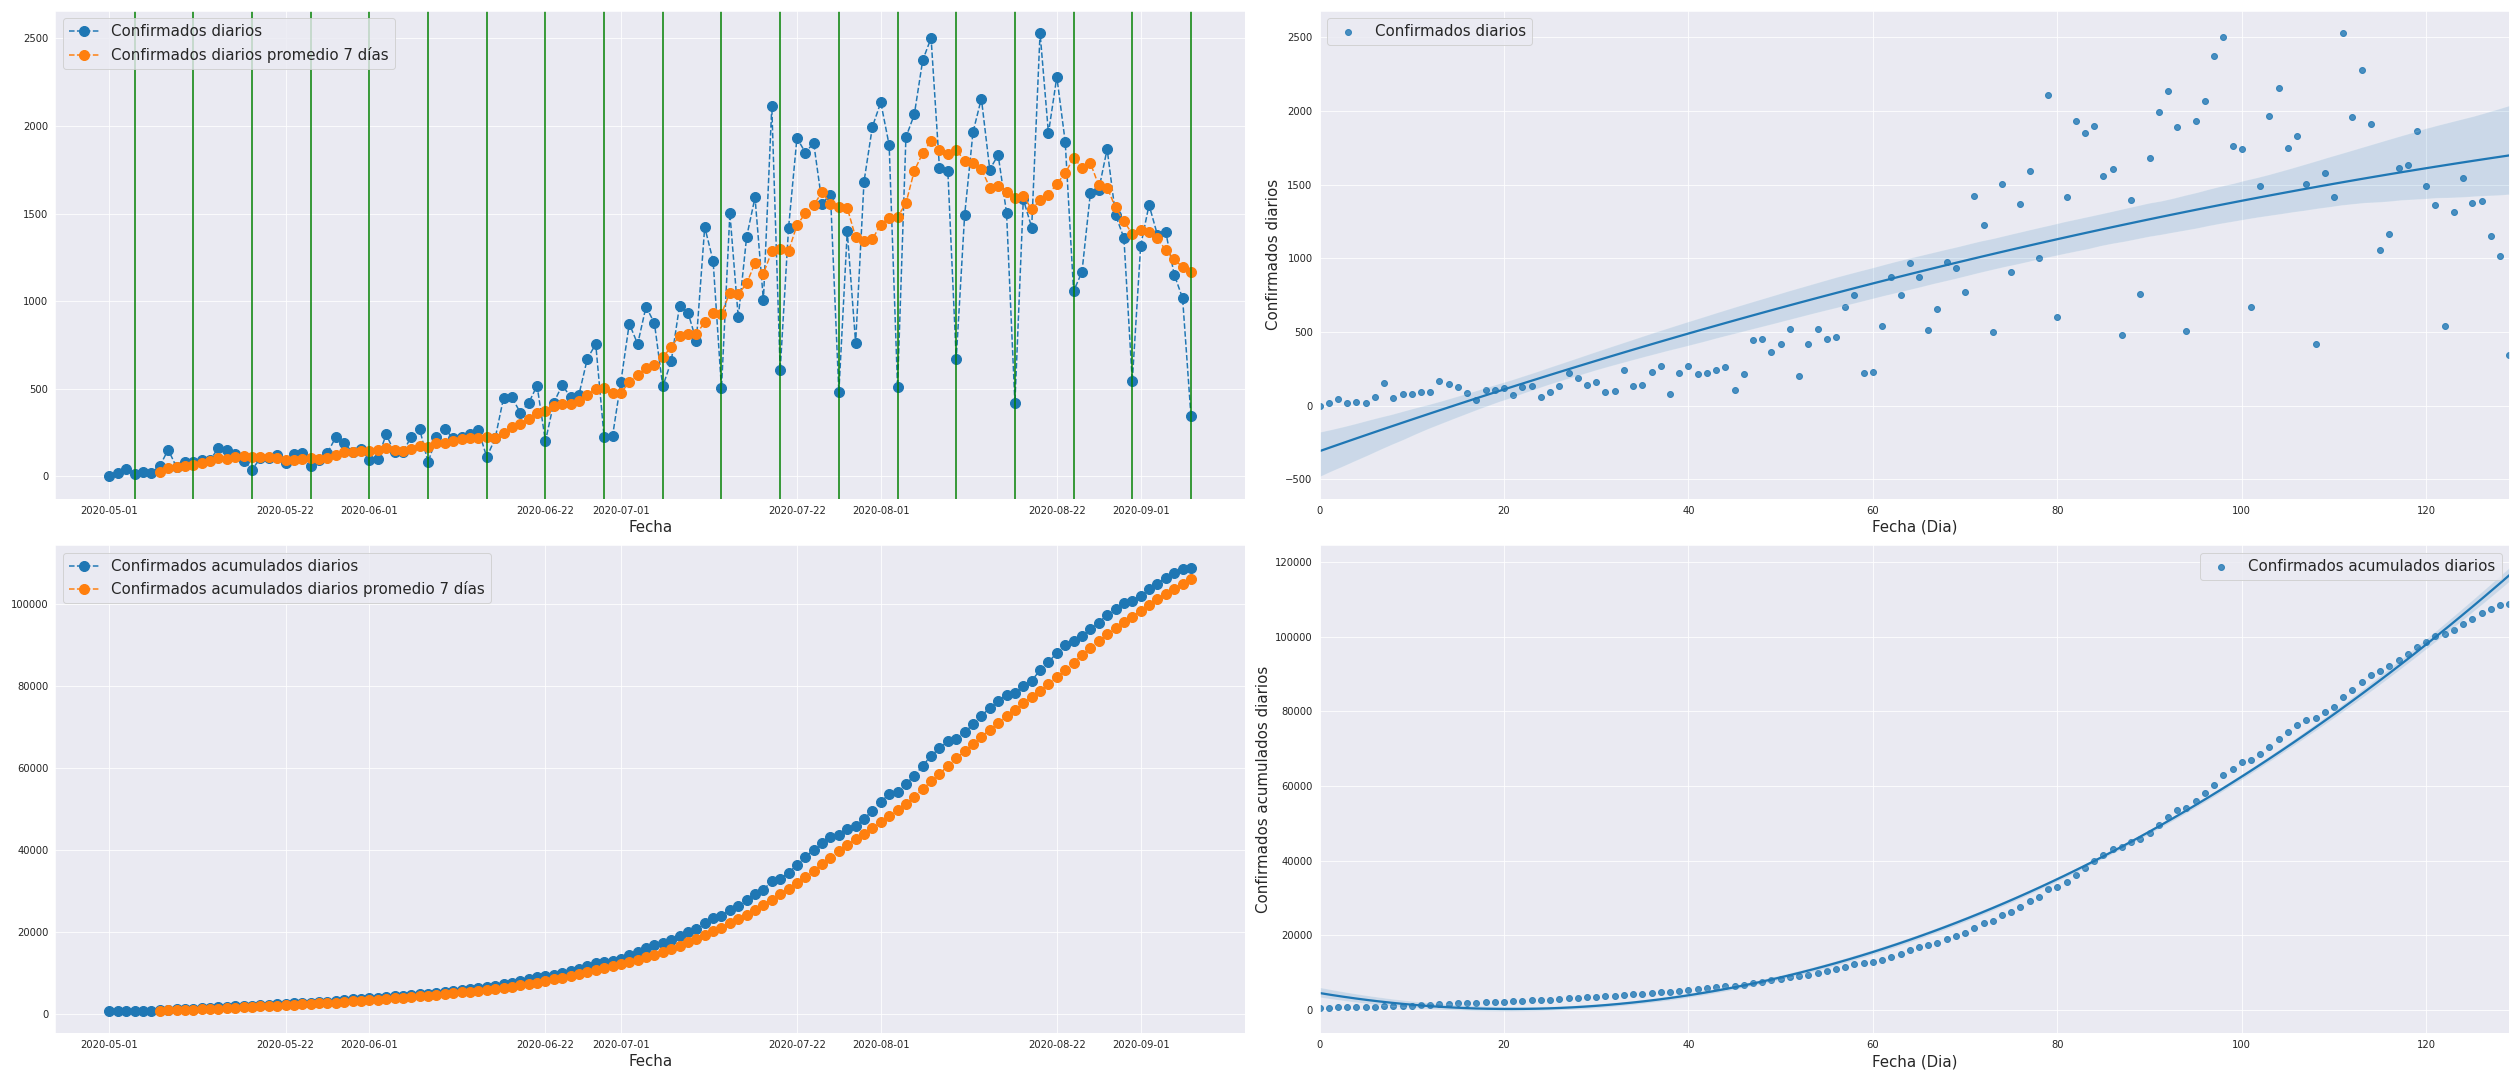 Confirmados diarios
Confirmados diarios promedio 7 días
2500
2000
1500
1000
500
0
2020-05-01 2020-05-22 2020-06-01 2020-06-22 2020-07-01 2020-07-22 2020-08-01 2020-08-22 2020-09-01
Fecha
Confirmados diarios
Confirmados diarios
2500
2000
1500
1000
500
0
−500
0 20 40 60 80 100 120
Fecha (Dia)
Confirmados acumulados diarios
Confirmados acumulados diarios promedio 7 días
100000
80000
60000
40000
20000
0
2020-05-01 2020-05-22 2020-06-01 2020-06-22 2020-07-01 2020-07-22 2020-08-01 2020-08-22 2020-09-01
Fecha
Confirmados acumulados diarios
Confirmados acumulados diarios
120000
100000
80000
60000
40000
20000
0
0 20 40 60 80 100 120
Fecha (Dia)